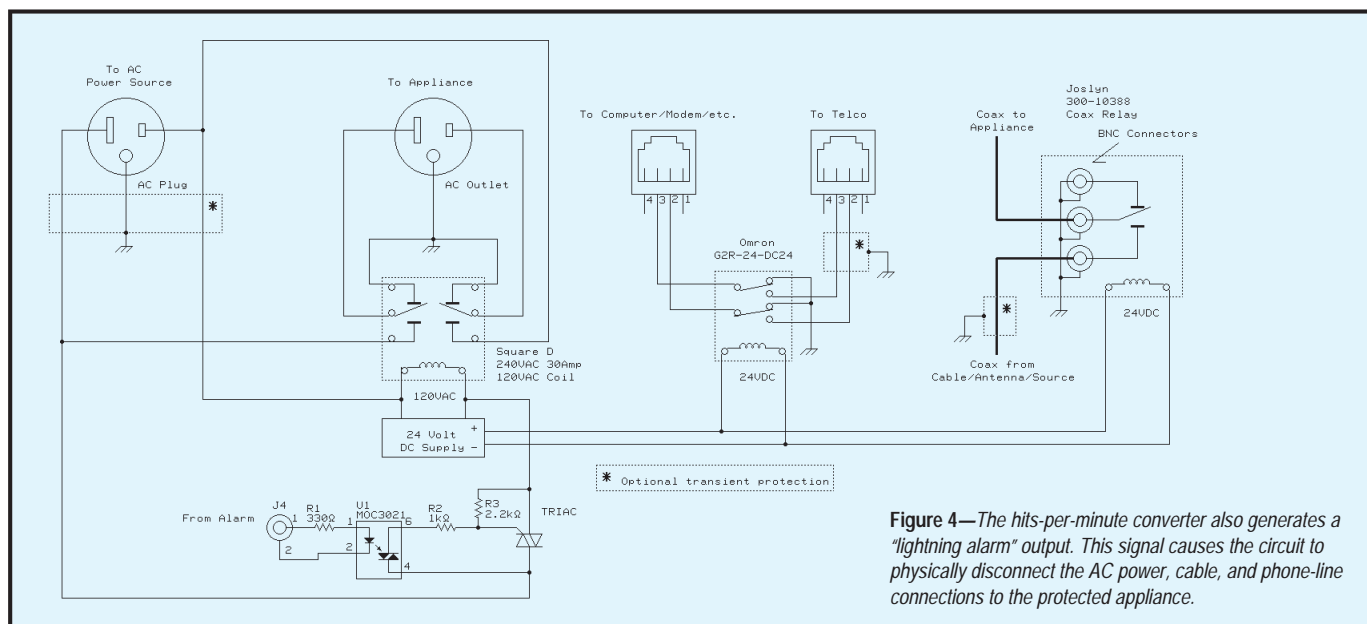 To AC
Power Source
AC Plug
*
To Appliance
AC Outlet
Square D
240VAC 30Amp
120VAC Coil
120VAC
24 Volt
DC Supply
+
-
To Computer/Modem/etc.
4 3 2 1
To Telco
4 3 2 1
*
Omron
G2R-24-DC24
24VDC
Joslyn
300-10388
Coax Relay
BNC Connectors
Coax to
Appliance
24VDC
*
Coax from
Cable/Antenna/Source
* Optional transient protection
From Alarm
J4
1
2
R1
330Ω
U1
MOC3021
1
2
6
4
R2
1kΩ
R3
2.2kΩ
TRIAC
Figure 4—The hits-per-minute converter also generates a
"lightning alarm" output. This signal causes the circuit to
physically disconnect the AC power, cable, and phone-line
connections to the protected appliance.